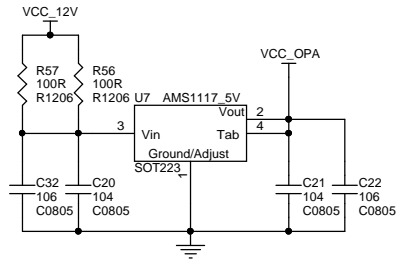 VCC_12V
VCC_OPA
R57
100R
R1206
R56
100R
R1206
U7 AMS1117_5V
Vout 2
3 Vin
Tab 4
Ground/Adjust
SOT223
1
C32
106
C0805
C20
104
C0805
C21
104
C0805
C22
106
C0805